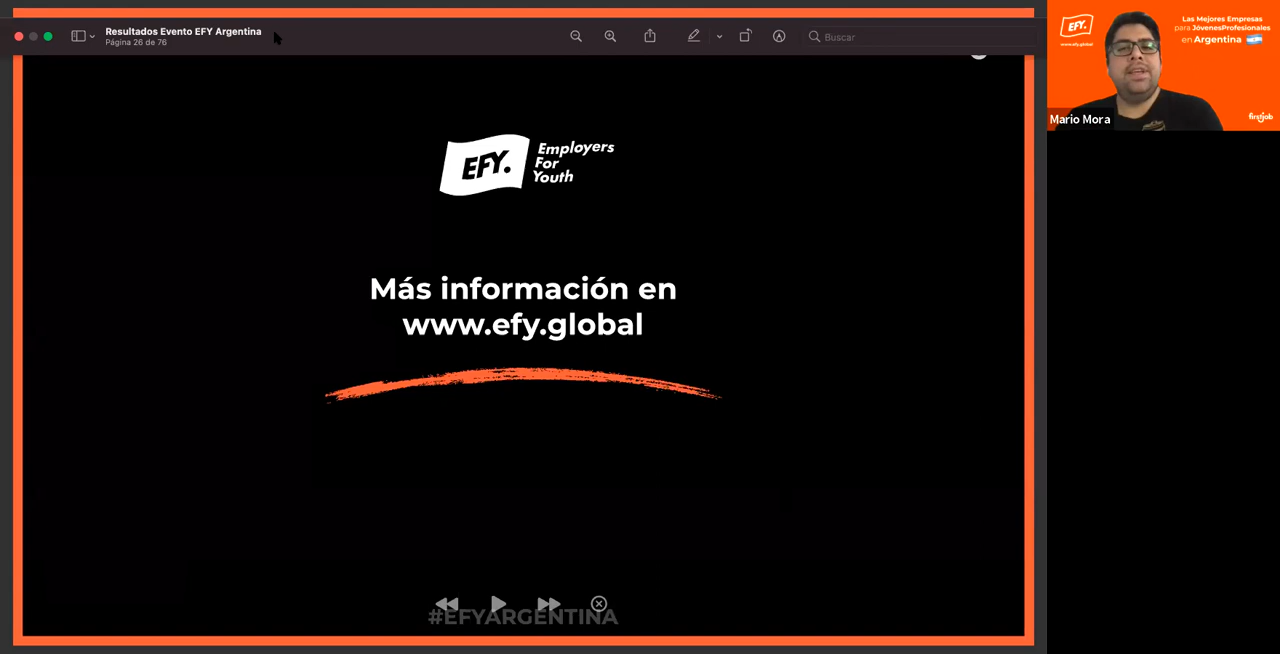 Resultados Evento EFY Argentina
Página 26 de 76
Buscar
EFY.
Employers
For
Youth
Más información en
www.efy.global
#EFYARGENTINA
EFY.
www.efy.global
Las Mejores Empresas
para JóvenesProfesionales
en Argentina
Mario Mora
firstjob